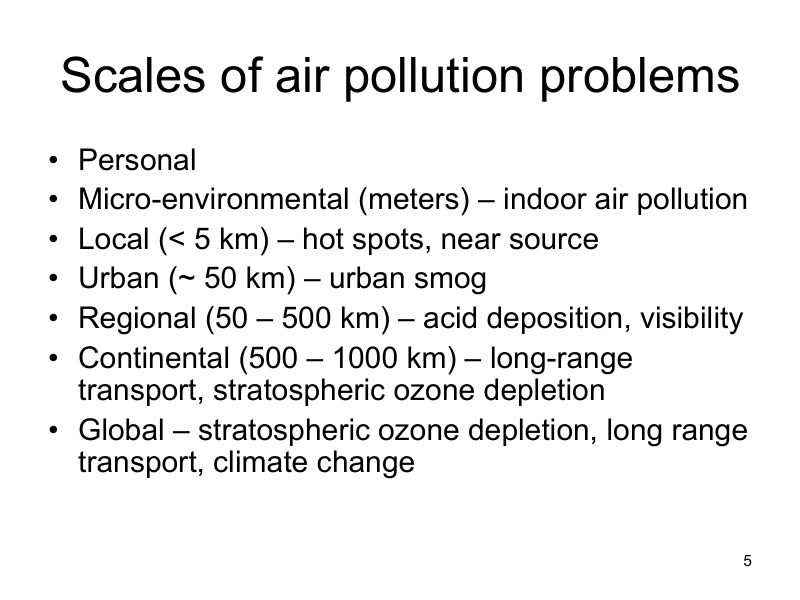 Scales of air pollution problems
• Personal
• Micro-environmental (meters) – indoor air pollution
• Local (< 5 km) – hot spots, near source
• Urban (~ 50 km) – urban smog
• Regional (50 – 500 km) – acid deposition, visibility
• Continental (500 – 1000 km) – long-range
transport, stratospheric ozone depletion
• Global – stratospheric ozone depletion, long range
transport, climate change
5